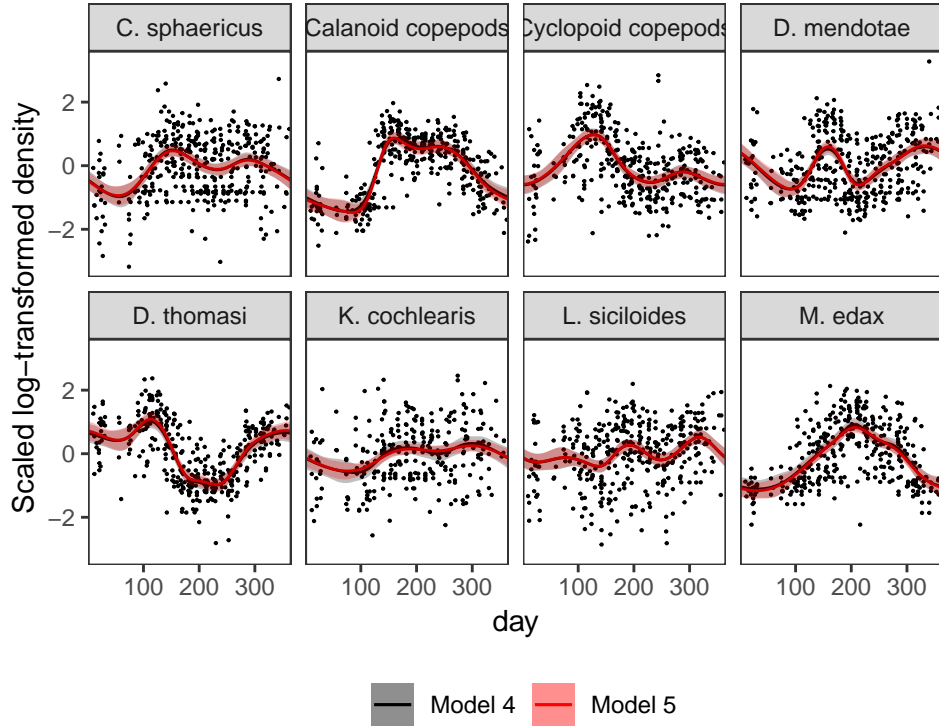 C. sphaericus
Calanoid copepods
Cyclopoid copepods
D. mendotae
2
0
−2
D. thomasi
K. cochlearis
L. siciloides
M. edax
2
0
−2
100 200 300 100 200 300 100 200 300 100 200 300
Scaled log−transformed density
day
Model 4 Model 5